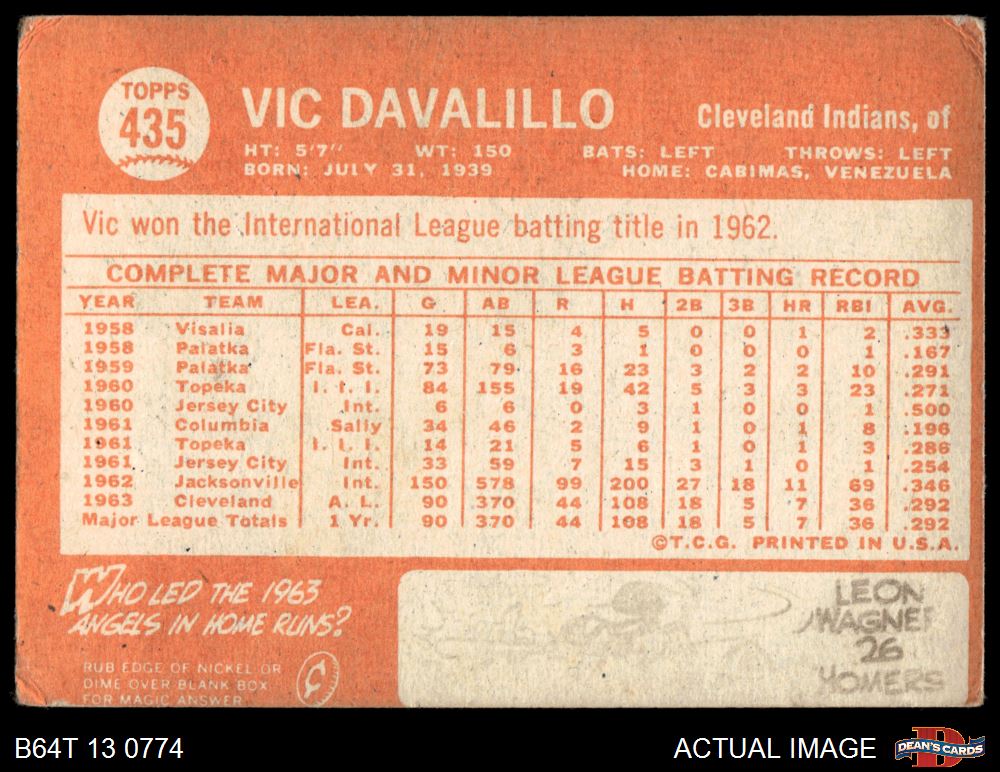 TOPPS
435
VIC DAVALILLO
Cleveland Indians, of
HT: 5'7" WT: 150 BATS: LEFT THROWS: LEFT
BORN: JULY 31, 1939 HOME: CABIMAS, VENEZUELA
Vic won the International League batting title in 1962.
COMPLETE MAJOR AND MINOR LEAGUE BATTING RECORD
YEAR TEAM LEA. G AB R H 2B 3B HR RBI AVG.
1958 Visalia Cal. 19 15 4 5 0 0 1 2 .333
1958 Palatka Fla. St. 15 6 3 1 0 0 0 1 .167
1959 Palatka Fla. St. 73 79 16 23 3 2 2 10 .291
1960 Topeka I. I. I. 84 155 19 42 5 3 3 23 .271
1960 Jersey City Int. 6 6 0 3 1 0 0 1 .500
1961 Columbia Sally 34 46 2 9 1 0 1 8 .196
1961 Topeka I. I. I. 14 21 5 6 1 0 1 3 .286
1961 Jersey City Int. 33 59 7 15 3 1 0 1 .254
1962 Jacksonville Int. 150 578 99 200 27 18 11 69 .346
1963 Cleveland A. L. 90 370 44 108 18 5 7 36 .292
Major League Totals 1 Yr. 90 370 44 108 18 5 7 36 .292
©T.C.G. PRINTED IN U.S.A.
WHO LED THE 1963
ANGELS IN HOME RUNS?
RUB EDGE OF NICKEL OR
DIME OVER BLANK BOX
FOR MAGIC ANSWER
LEON
WAGNER
26
HOMERS
B64T 13 0774
ACTUAL IMAGE
DEAN'S CARDS